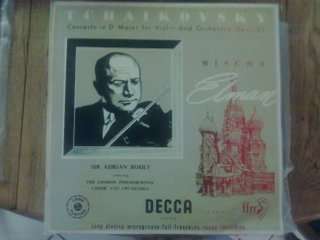 TCHAIKOVSKY
Concerto in D Major for Violin and Orchestra
MISCHA
Elman
SIR ADRIAN BOULT
THE LONDON PHILHARMONIC
DECCA
ffrr
long playing microgroove full frequency range recording